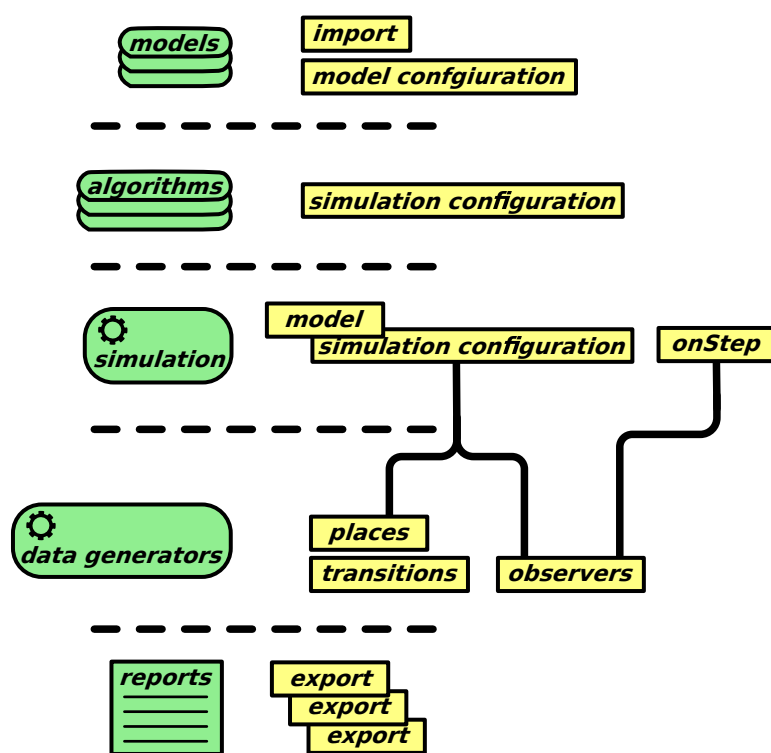 models
import
model confgiuration
algorithms
simulation configuration
simulation
model
simulation configuration
onStep
data generators
places
transitions
observers
reports
export
export
export